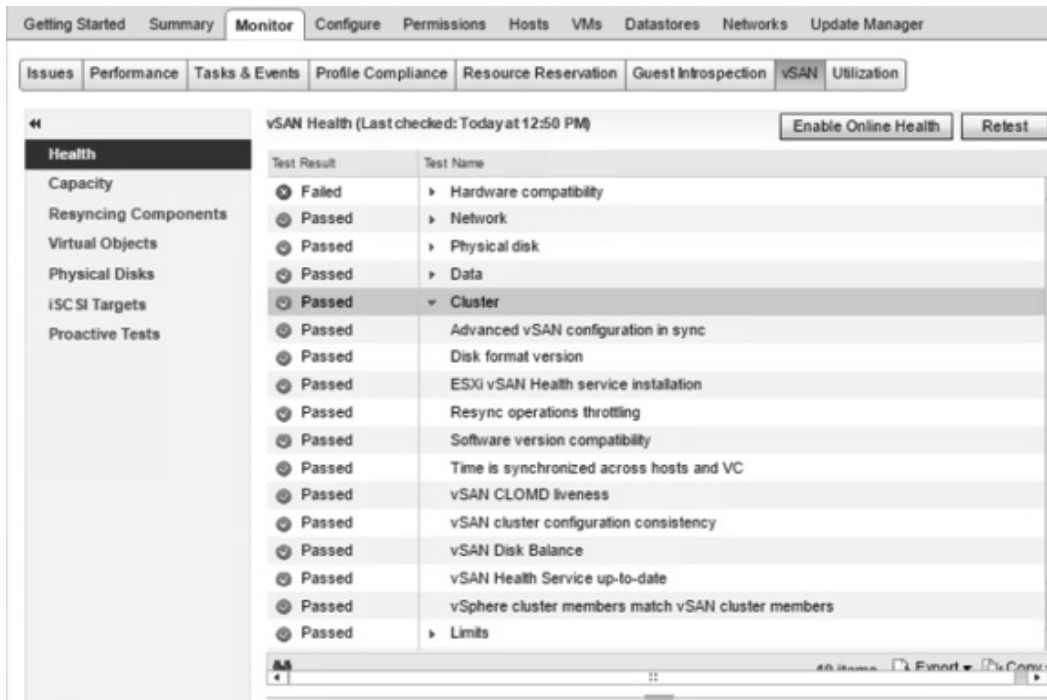 Getting Started Summary Monitor Configure Permissions Hosts VMs Datastores Networks Update Manager
Issues Performance Tasks & Events Profile Compliance Resource Reservation Guest Introspection vSAN Utilization
vSAN Health (Last checked: Today at 12:50 PM) Enable Online Health Retest
Health
Capacity
Resyncing Components
Virtual Objects
Physical Disks
iSCSI Targets
Proactive Tests
Test Result Test Name
Failed Hardware compatibility
Passed Network
Passed Physical disk
Passed Data
Passed Cluster
Passed Advanced vSAN configuration in sync
Passed Disk format version
Passed ESXi vSAN Health service installation
Passed Resync operations throttling
Passed Software version compatibility
Passed Time is synchronized across hosts and VC
Passed vSAN CLOMD liveness
Passed vSAN cluster configuration consistency
Passed vSAN Disk Balance
Passed vSAN Health Service up-to-date
Passed vSphere cluster members match vSAN cluster members
Passed Limits
items Export Copy